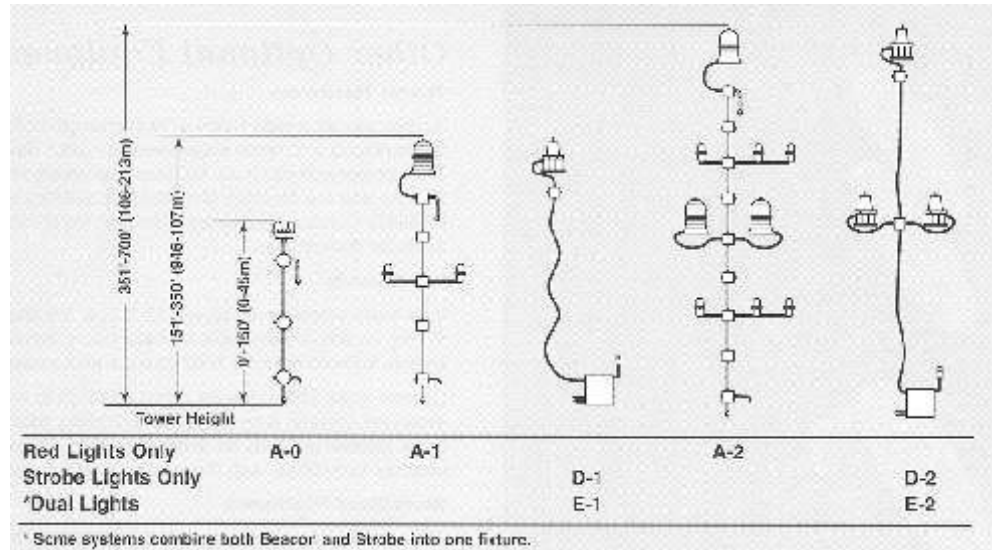 351'-700' (106-213m)
151'-350' (946-107m)
0'-150' (0-45m)
Tower Height
Red Lights Only A-0 A-1 A-2
Strobe Lights Only D-1 D-2
*Dual Lights E-1 E-2
* Some systems combine both Beacon and Strobe into one fixture.